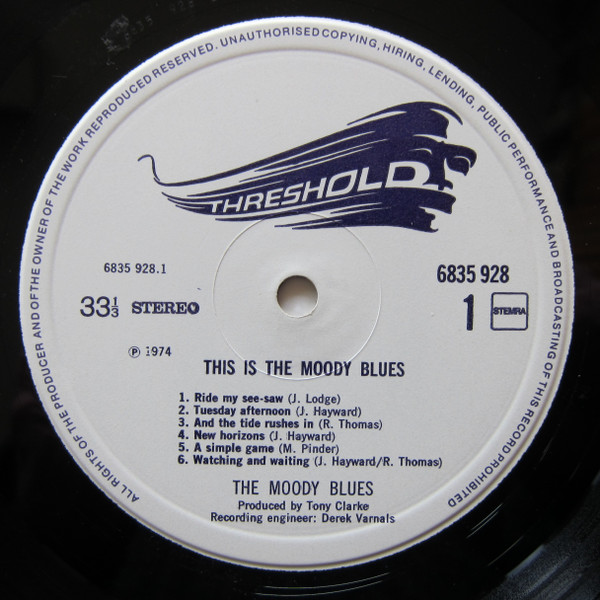 ALL RIGHTS OF THE PRODUCER AND OF THE OWNER OF THE WORK REPRODUCED RESERVED. UNAUTHORISED COPYING, HIRING, LENDING, PUBLIC PERFORMANCE AND BROADCASTING OF THIS RECORD PROHIBITED
THRESHOLD
6835 928.1
6835 928
33⅓ STEREO
1 STEMRA
Ⓟ 1974
THIS IS THE MOODY BLUES
1. Ride my see-saw (J. Lodge)
2. Tuesday afternoon (J. Hayward)
3. And the tide rushes in (R. Thomas)
4. New horizons (J. Hayward)
5. A simple game (M. Pinder)
6. Watching and waiting (J. Hayward/R. Thomas)
THE MOODY BLUES
Produced by Tony Clarke
Recording engineer: Derek Varnals